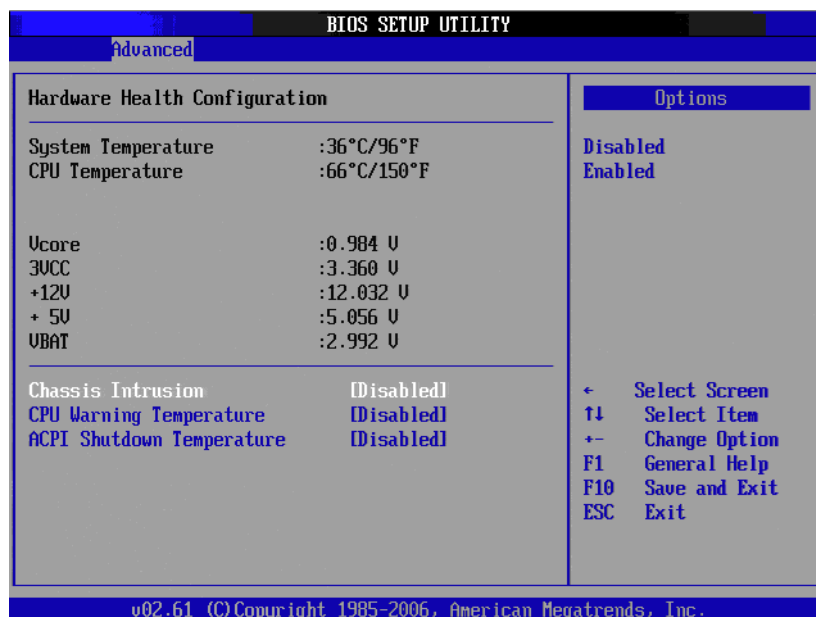 BIOS SETUP UTILITY
Advanced
Hardware Health Configuration
System Temperature :36°C/96°F
CPU Temperature :66°C/150°F
Vcore :0.984 V
3VCC :3.360 V
+12V :12.032 V
+ 5V :5.056 V
VBAT :2.992 V
Chassis Intrusion [Disabled]
CPU Warning Temperature [Disabled]
ACPI Shutdown Temperature [Disabled]
Options
Disabled
Enabled
← Select Screen
↑↓ Select Item
+- Change Option
F1 General Help
F10 Save and Exit
ESC Exit
v02.61 (C)Copyright 1985-2006, American Megatrends, Inc.